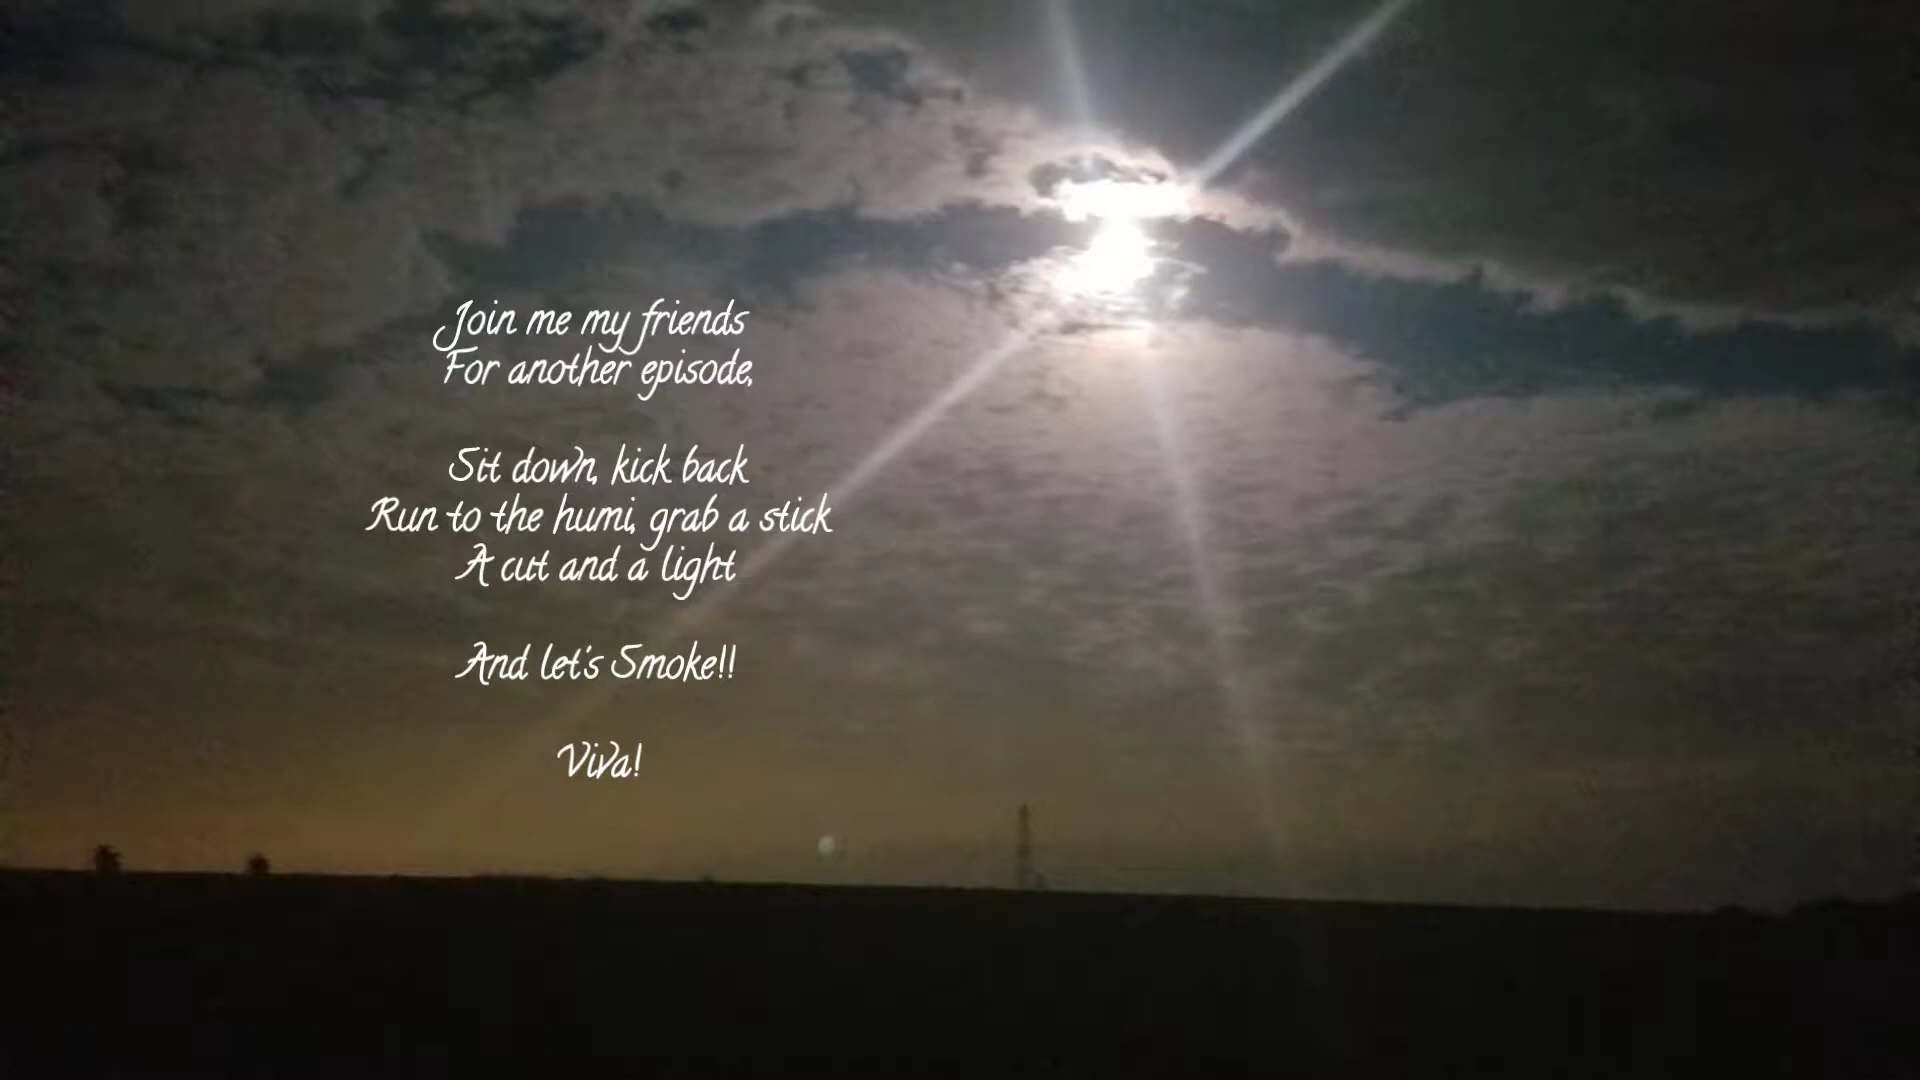 Join me my friends
For another episode,
Sit down, kick back
Run to the humi, grab a stick
A cut and a light
And let's Smoke!!
Viva!